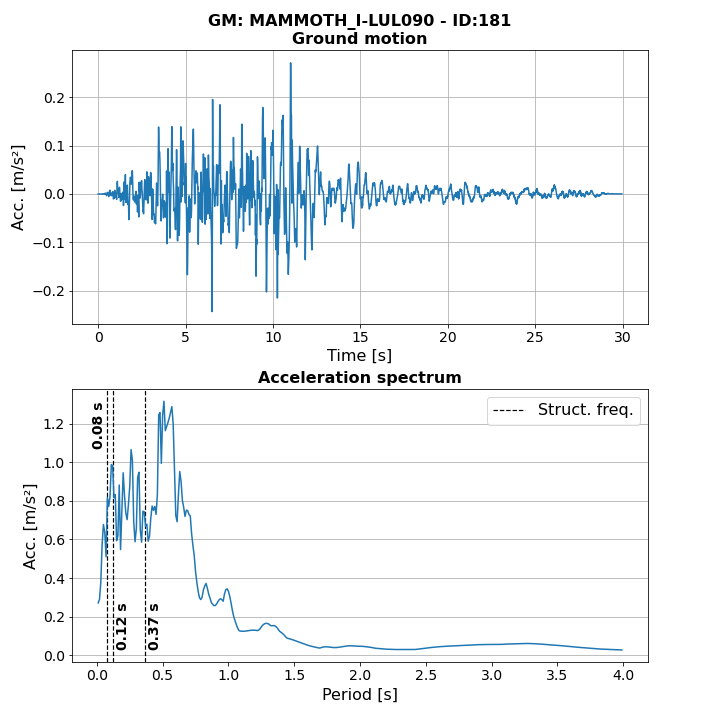 GM: MAMMOTH_I-LUL090 - ID:181
Ground motion
0.2
0.1
0.0
−0.1
−0.2
Acc. [m/s²]
0 5 10 15 20 25 30
Time [s]
Acceleration spectrum
1.2
1.0
0.8
0.6
0.4
0.2
0.0
Acc. [m/s²]
Struct. freq.
0.08 s
0.12 s
0.37 s
0.0 0.5 1.0 1.5 2.0 2.5 3.0 3.5 4.0
Period [s]